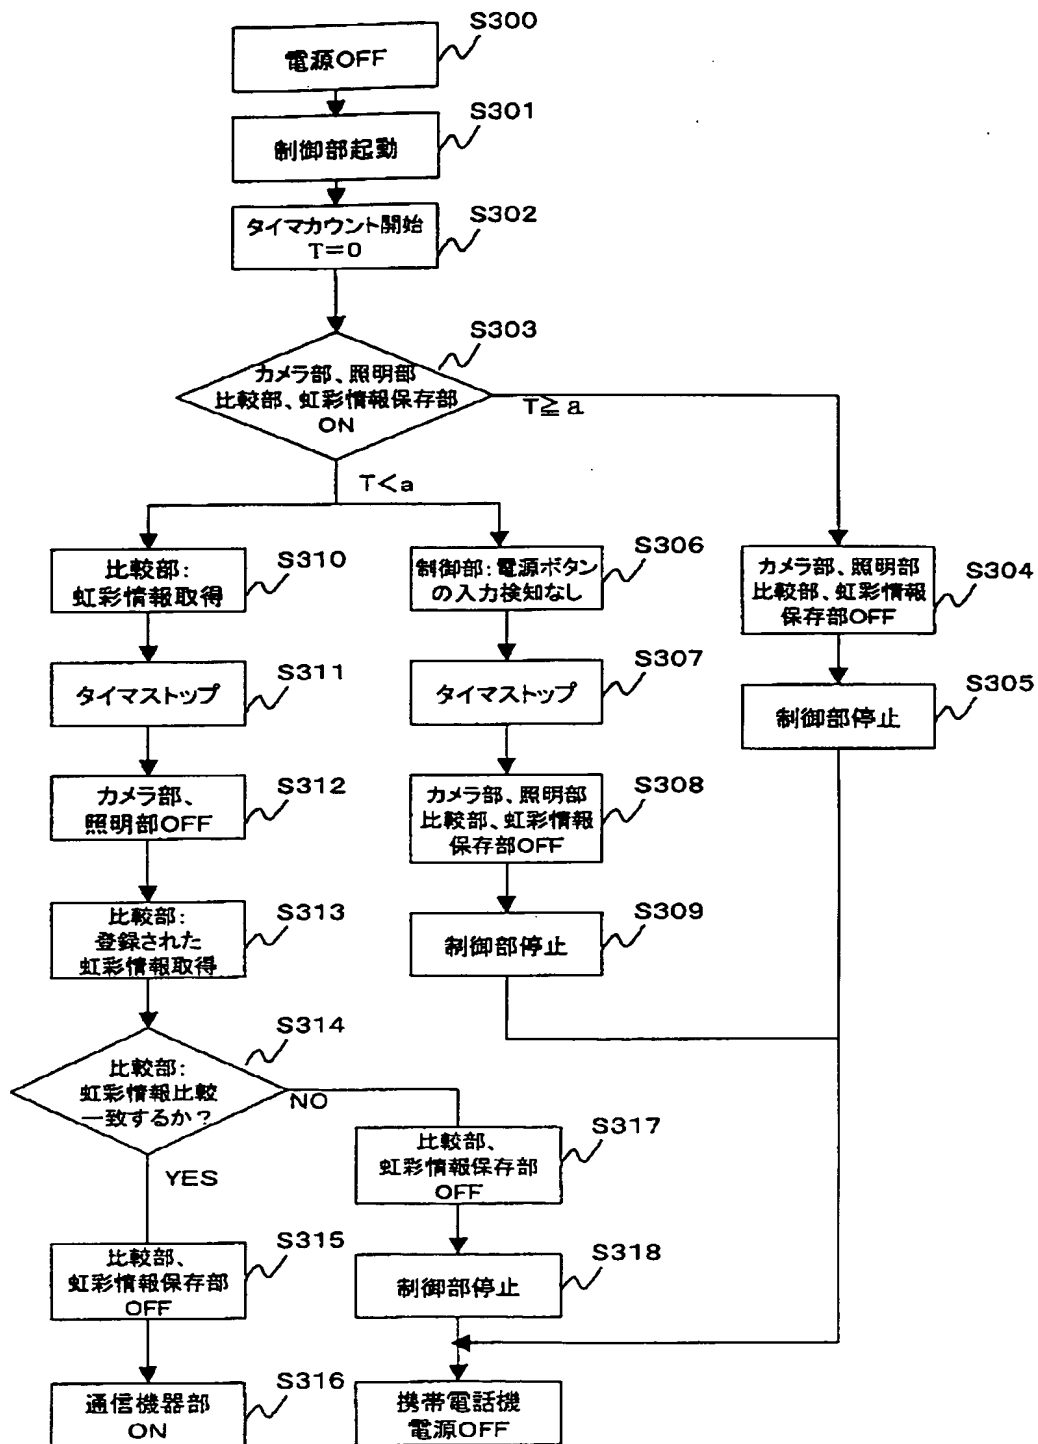 S300
電源OFF
S301
制御部起動
S302
タイマカウント開始
T=0
S303
カメラ部、照明部
比較部、虹彩情報保存部
ON
T≧a
T<a
S310
比較部:
虹彩情報取得
S306
制御部:電源ボタン
の入力検知なし
S304
カメラ部、照明部
比較部、虹彩情報
保存部OFF
S311
タイマストップ
S307
タイマストップ
S305
制御部停止
S312
カメラ部、
照明部OFF
S308
カメラ部、照明部
比較部、虹彩情報
保存部OFF
S313
比較部:
登録された
虹彩情報取得
S309
制御部停止
S314
比較部:
虹彩情報比較
一致するか?
NO
YES
S317
比較部、
虹彩情報保存部
OFF
S315
比較部、
虹彩情報保存部
OFF
S318
制御部停止
S316
通信機器部
ON
携帯電話機
電源OFF